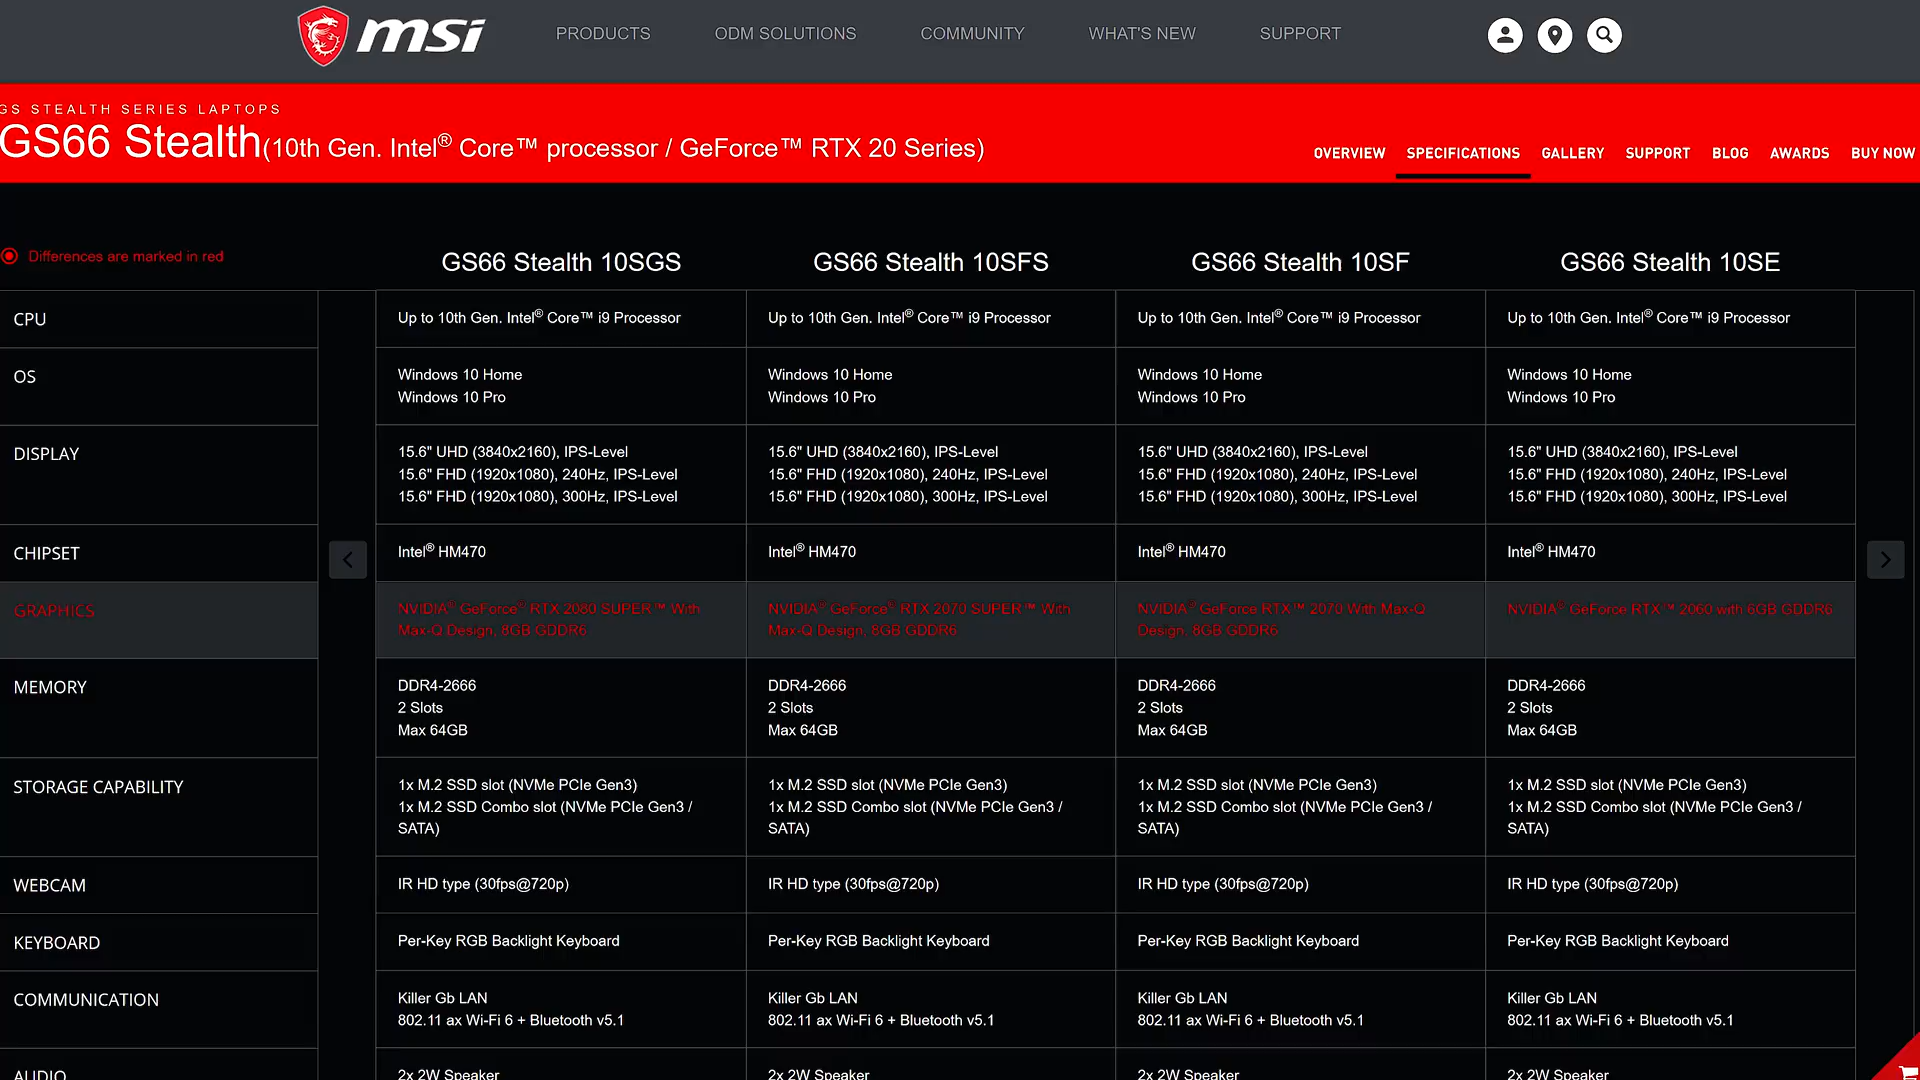 msi
PRODUCTS
ODM SOLUTIONS
COMMUNITY
WHAT'S NEW
SUPPORT
GS STEALTH SERIES LAPTOPS
GS66 Stealth(10th Gen. Intel® Core™ processor / GeForce™ RTX 20 Series)
OVERVIEW
SPECIFICATIONS
GALLERY
SUPPORT
BLOG
AWARDS
BUY NOW
Differences are marked in red
GS66 Stealth 10SGS
GS66 Stealth 10SFS
GS66 Stealth 10SF
GS66 Stealth 10SE
CPU
Up to 10th Gen. Intel® Core™ i9 Processor
Up to 10th Gen. Intel® Core™ i9 Processor
Up to 10th Gen. Intel® Core™ i9 Processor
Up to 10th Gen. Intel® Core™ i9 Processor
OS
Windows 10 Home
Windows 10 Pro
Windows 10 Home
Windows 10 Pro
Windows 10 Home
Windows 10 Pro
Windows 10 Home
Windows 10 Pro
DISPLAY
15.6" UHD (3840x2160), IPS-Level
15.6" FHD (1920x1080), 240Hz, IPS-Level
15.6" FHD (1920x1080), 300Hz, IPS-Level
15.6" UHD (3840x2160), IPS-Level
15.6" FHD (1920x1080), 240Hz, IPS-Level
15.6" FHD (1920x1080), 300Hz, IPS-Level
15.6" UHD (3840x2160), IPS-Level
15.6" FHD (1920x1080), 240Hz, IPS-Level
15.6" FHD (1920x1080), 300Hz, IPS-Level
15.6" UHD (3840x2160), IPS-Level
15.6" FHD (1920x1080), 240Hz, IPS-Level
15.6" FHD (1920x1080), 300Hz, IPS-Level
CHIPSET
Intel® HM470
Intel® HM470
Intel® HM470
Intel® HM470
GRAPHICS
NVIDIA® GeForce® RTX 2080 SUPER™ With
Max-Q Design, 8GB GDDR6
NVIDIA® GeForce® RTX 2070 SUPER™ With
Max-Q Design, 8GB GDDR6
NVIDIA® GeForce RTX™ 2070 With Max-Q
Design, 8GB GDDR6
NVIDIA® GeForce RTX™ 2060 with 6GB GDDR6
MEMORY
DDR4-2666
2 Slots
Max 64GB
DDR4-2666
2 Slots
Max 64GB
DDR4-2666
2 Slots
Max 64GB
DDR4-2666
2 Slots
Max 64GB
STORAGE CAPABILITY
1x M.2 SSD slot (NVMe PCIe Gen3)
1x M.2 SSD Combo slot (NVMe PCIe Gen3 /
SATA)
1x M.2 SSD slot (NVMe PCIe Gen3)
1x M.2 SSD Combo slot (NVMe PCIe Gen3 /
SATA)
1x M.2 SSD slot (NVMe PCIe Gen3)
1x M.2 SSD Combo slot (NVMe PCIe Gen3 /
SATA)
1x M.2 SSD slot (NVMe PCIe Gen3)
1x M.2 SSD Combo slot (NVMe PCIe Gen3 /
SATA)
WEBCAM
IR HD type (30fps@720p)
IR HD type (30fps@720p)
IR HD type (30fps@720p)
IR HD type (30fps@720p)
KEYBOARD
Per-Key RGB Backlight Keyboard
Per-Key RGB Backlight Keyboard
Per-Key RGB Backlight Keyboard
Per-Key RGB Backlight Keyboard
COMMUNICATION
Killer Gb LAN
802.11 ax Wi-Fi 6 + Bluetooth v5.1
Killer Gb LAN
802.11 ax Wi-Fi 6 + Bluetooth v5.1
Killer Gb LAN
802.11 ax Wi-Fi 6 + Bluetooth v5.1
Killer Gb LAN
802.11 ax Wi-Fi 6 + Bluetooth v5.1
AUDIO
2x 2W Speaker
2x 2W Speaker
2x 2W Speaker
2x 2W Speaker